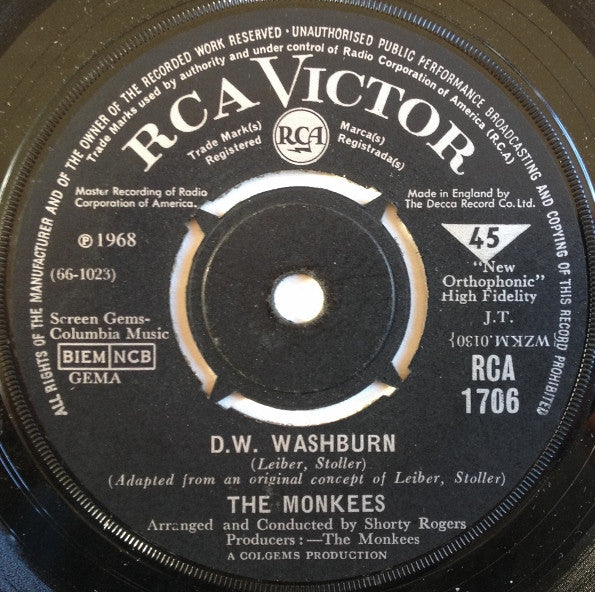 ALL RIGHTS OF THE MANUFACTURER AND OF THE OWNER OF THE RECORDED WORK RESERVED · UNAUTHORISED PUBLIC PERFORMANCE BROADCASTING AND COPYING OF THIS RECORD PROHIBITED
Trade Marks used by authority and under control of Radio Corporation of America (R.C.A)
RCA VICTOR
Trade Mark(s)
Registered
RCA
Marca(s)
Registrada(s)
Master Recording of Radio
Corporation of America.
Made in England by
The Decca Record Co. Ltd.
℗ 1968
45
(66-1023)
"New
Orthophonic"
High Fidelity
J.T.
Screen Gems-
Columbia Music
WZKM.0130}
BIEM NCB
GEMA
RCA
1706
D.W. WASHBURN
(Leiber, Stoller)
(Adapted from an original concept of Leiber, Stoller)
THE MONKEES
Arranged and Conducted by Shorty Rogers
Producers :—The Monkees
A COLGEMS PRODUCTION